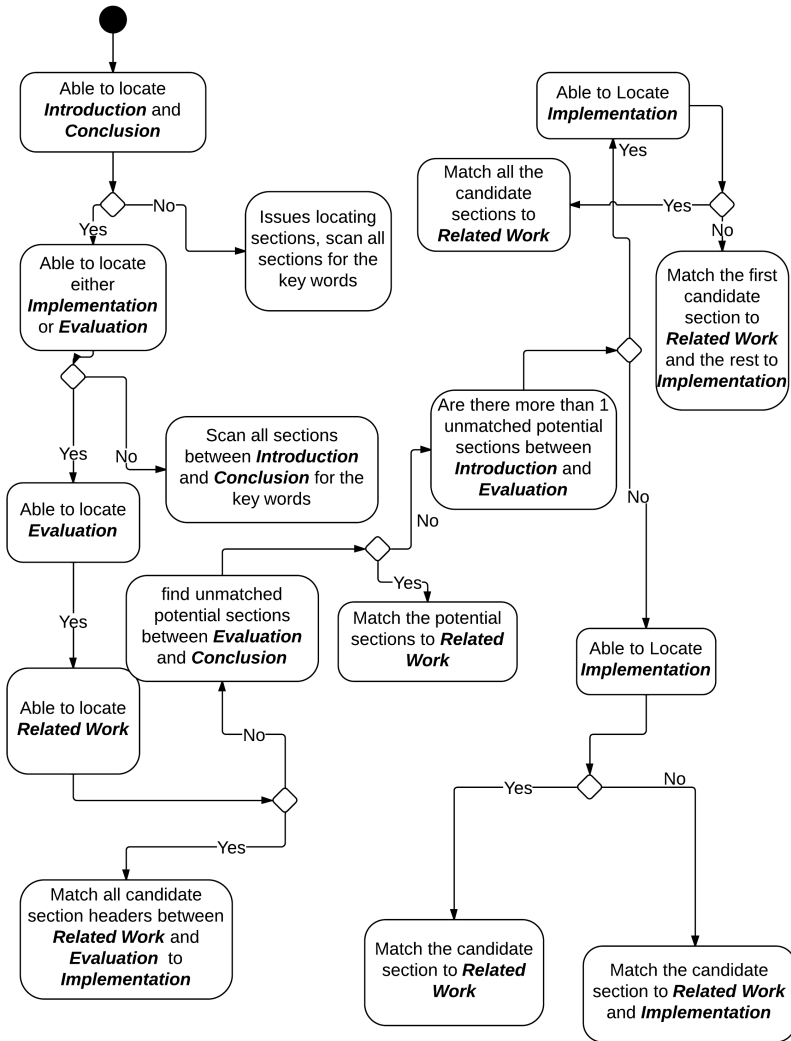 Able to locate
Introduction and
Conclusion
Yes
No
Issues locating
sections, scan all
sections for the
key words
Able to locate
either
Implementation
or Evaluation
Yes
No
Scan all sections
between Introduction
and Conclusion for the
key words
Able to locate
Evaluation
Yes
Able to locate
Related Work
No
Yes
Match all candidate
section headers between
Related Work and
Evaluation to
Implementation
find unmatched
potential sections
between Evaluation
and Conclusion
No
Yes
Match the potential
sections to Related
Work
Are there more than 1
unmatched potential
sections between
Introduction and
Evaluation
Yes
No
Able to Locate
Implementation
Yes
No
Match all the
candidate
sections to
Related Work
Match the first
candidate
section to
Related Work
and the rest to
Implementation
Able to Locate
Implementation
Yes
No
Match the candidate
section to Related
Work
Match the candidate
section to Related Work
and Implementation